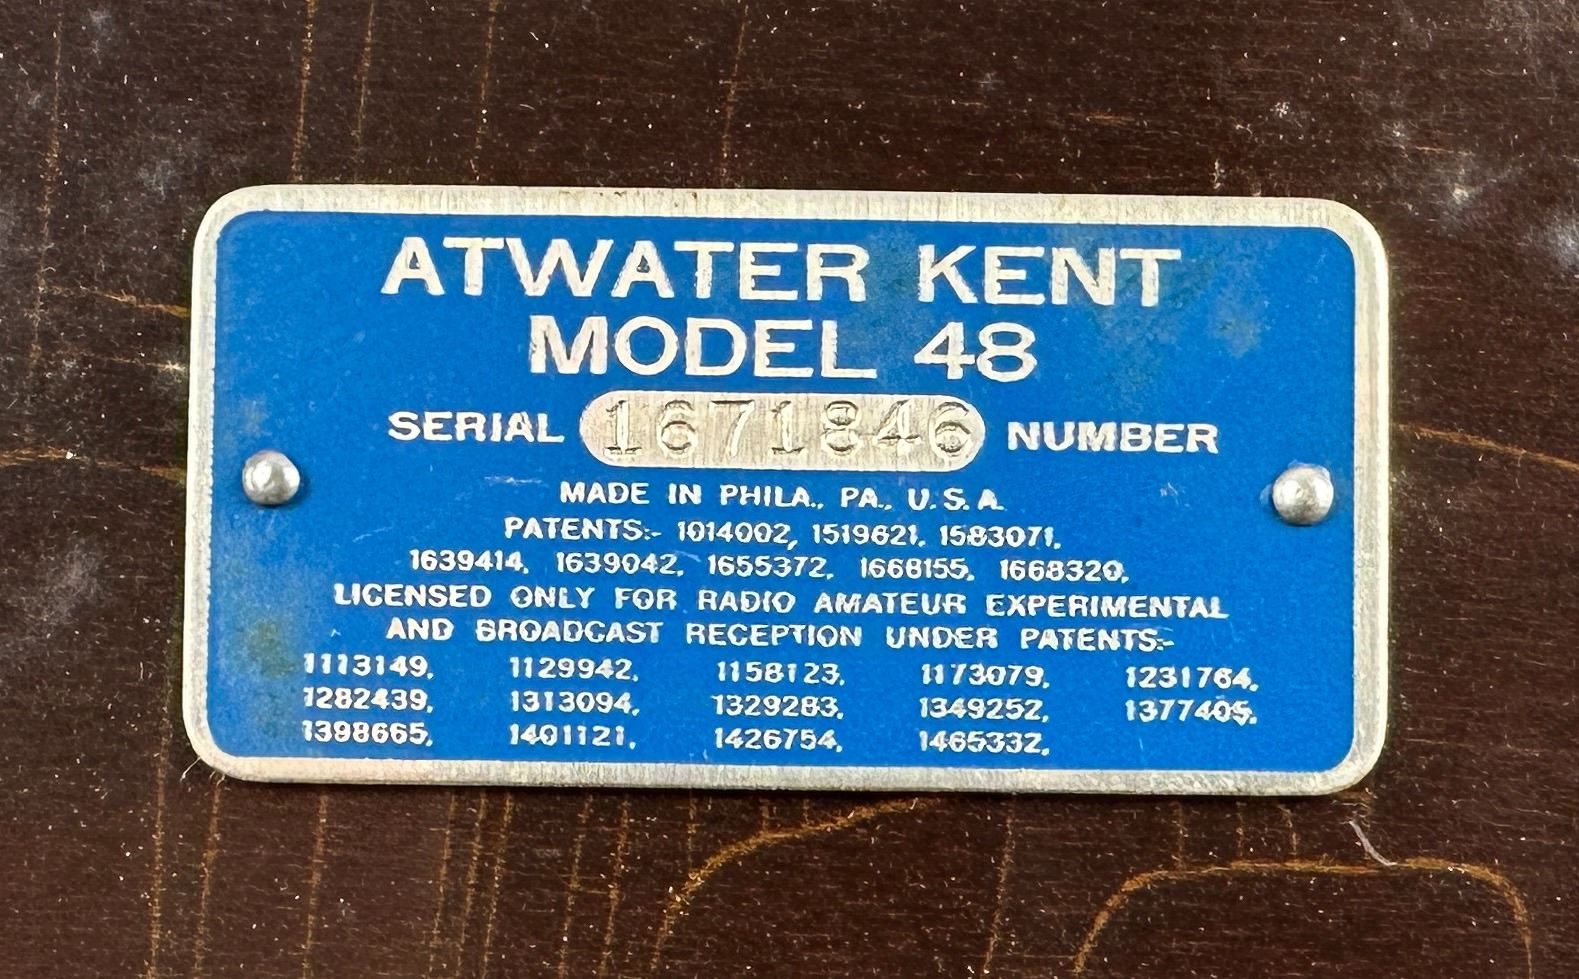 ATWATER KENT
MODEL 48
SERIAL 1671846 NUMBER
MADE IN PHILA., PA., U.S.A.
PATENTS:- 1014002, 1519621, 1583071,
1639414, 1639042, 1655372, 1668155, 1668320,
LICENSED ONLY FOR RADIO AMATEUR EXPERIMENTAL
AND BROADCAST RECEPTION UNDER PATENTS:-
1113149, 1129942, 1158123, 1173079, 1231764,
1282439, 1313094, 1329283, 1349252, 1377405,
1398665, 1401121, 1426754, 1465332,